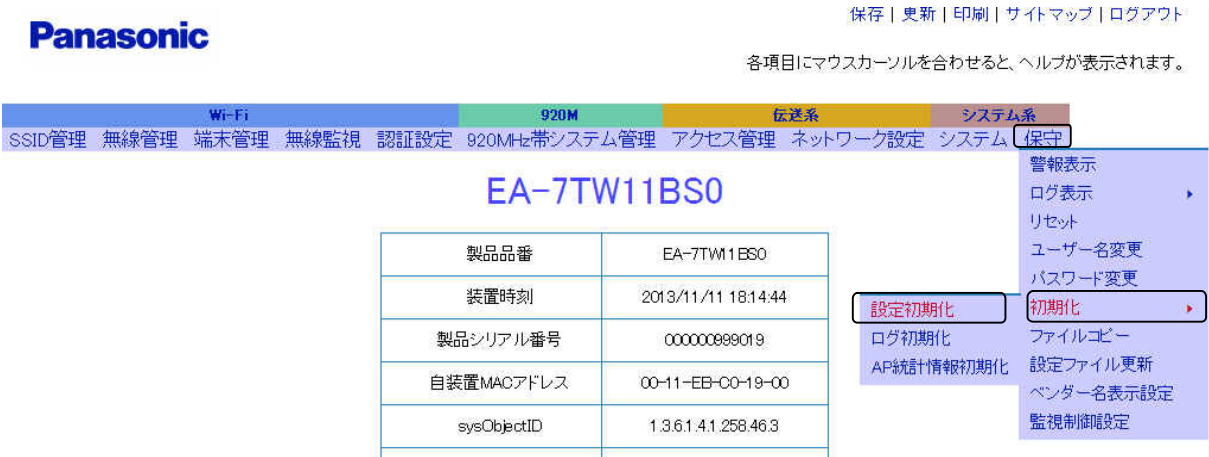 保存 | 更新 | 印刷 | サイトマップ | ログアウト
Panasonic
各項目にマウスカーソルを合わせると、ヘルプが表示されます。
Wi-Fi 920M 伝送系 システム系
SSID管理 無線管理 端末管理 無線監視 認証設定 920MHz帯システム管理 アクセス管理 ネットワーク設定 システム 保守
警報表示
ログ表示
リセット
ユーザー名変更
パスワード変更
初期化
ファイルコピー
設定ファイル更新
ベンダー名表示設定
監視制御設定
設定初期化
ログ初期化
AP統計情報初期化
EA-7TW11BS0
製品品番 EA-7TW11BS0
装置時刻 2013/11/11 18:14:44
製品シリアル番号 000000999019
自装置MACアドレス 00-11-EB-C0-19-00
sysObjectID 1.3.6.1.4.1.258.46.3